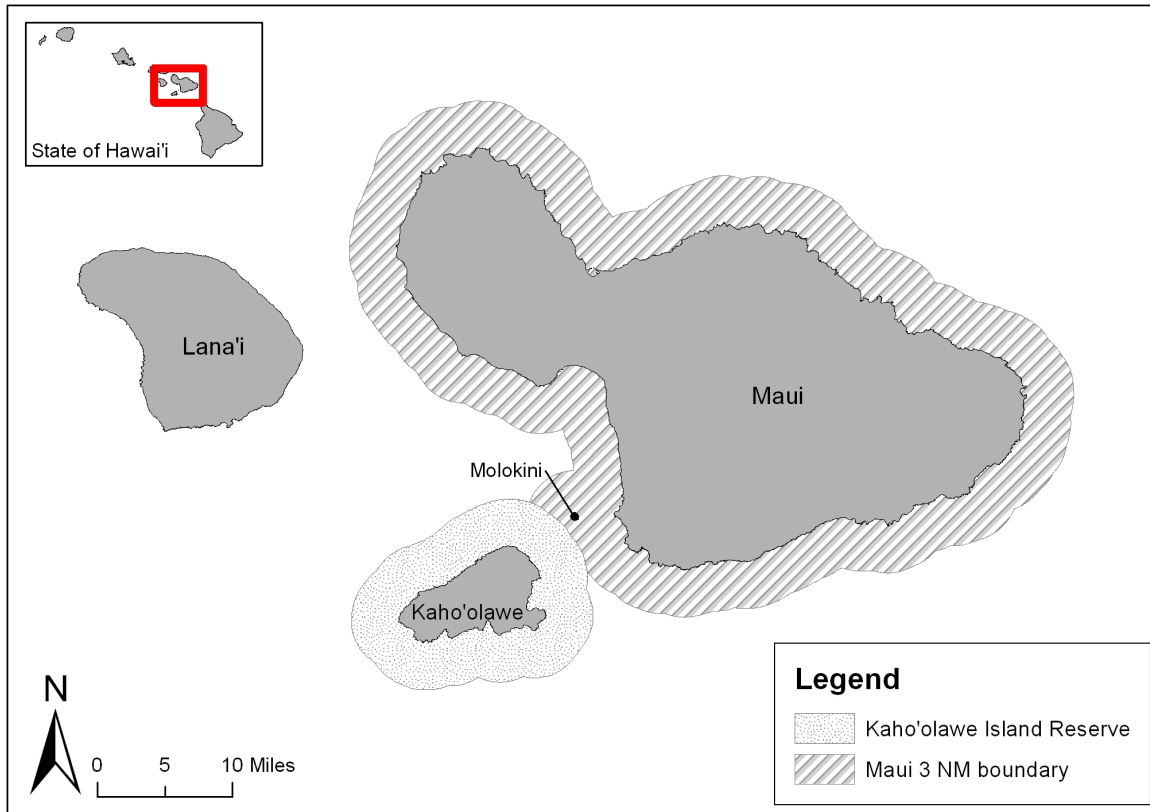 State of Hawai'i
Lana'i
Maui
Molokini
Kaho'olawe
N
0 5 10 Miles
Legend
Kaho'olawe Island Reserve
Maui 3 NM boundary